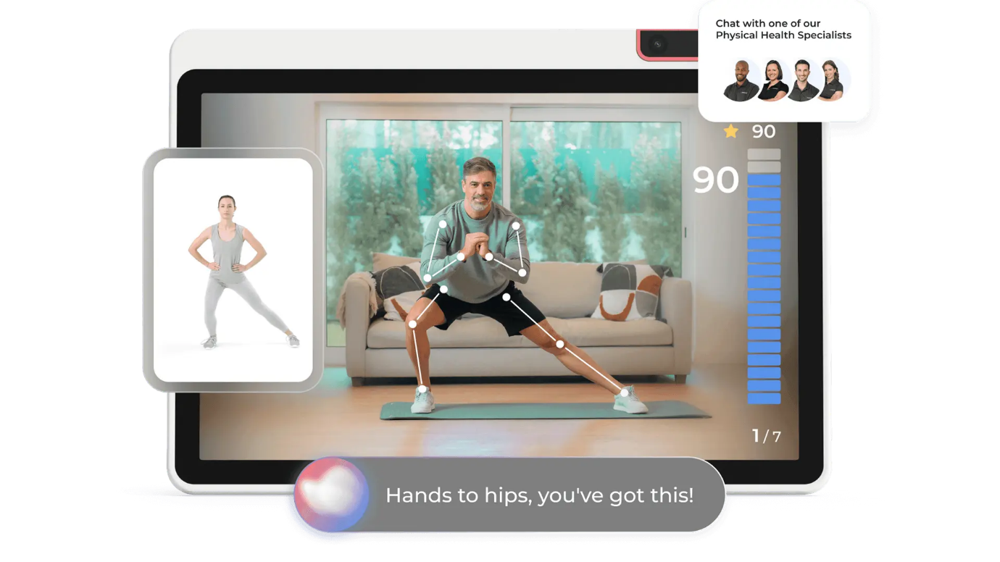 Chat with one of our
Physical Health Specialists
90
90
1 / 7
Hands to hips, you've got this!